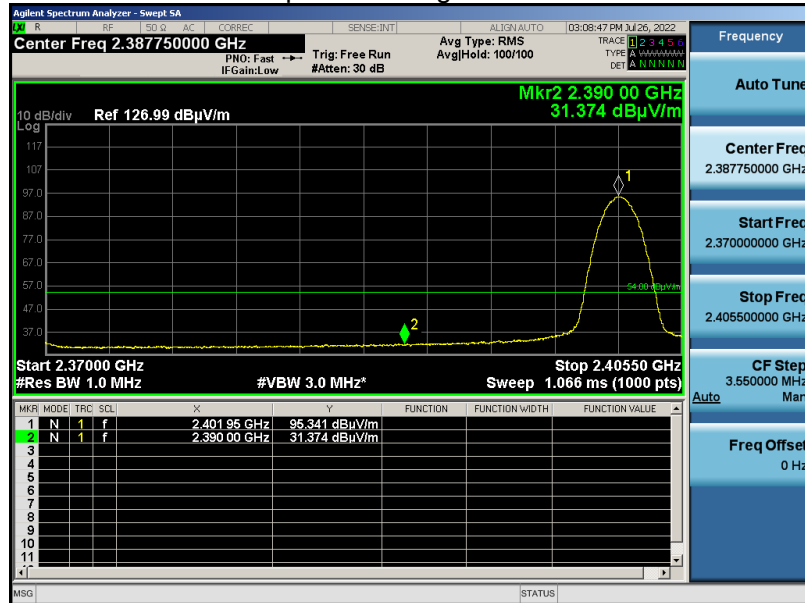 Agilent Spectrum Analyzer - Swept SA
LXI R RF 50 Ω AC CORREC SENSE:INT ALIGN AUTO 03:08:47 PM Jul 26, 2022
Center Freq 2.387750000 GHz
PNO: Fast
IFGain:Low
Trig: Free Run
#Atten: 30 dB
Avg Type: RMS
Avg|Hold: 100/100
TRACE 1 2 3 4 5 6
TYPE A WWWWW
DET A N N N N N
Mkr2 2.390 00 GHz
31.374 dBµV/m
10 dB/div Ref 126.99 dBµV/m
Log
117
107
97.0
87.0
77.0
67.0
57.0
47.0
37.0
1
2
54.00 dBµV/m
Start 2.37000 GHz Stop 2.40550 GHz
#Res BW 1.0 MHz #VBW 3.0 MHz* Sweep 1.066 ms (1000 pts)
MKR MODE TRC SCL X Y FUNCTION FUNCTION WIDTH FUNCTION VALUE
1 N 1 f 2.401 95 GHz 95.341 dBµV/m
2 N 1 f 2.390 00 GHz 31.374 dBµV/m
3
4
5
6
7
8
9
10
11
MSG STATUS
Frequency
Auto Tune
Center Freq
2.387750000 GHz
Start Freq
2.370000000 GHz
Stop Freq
2.405500000 GHz
CF Step
3.550000 MHz
Auto Man
Freq Offset
0 Hz